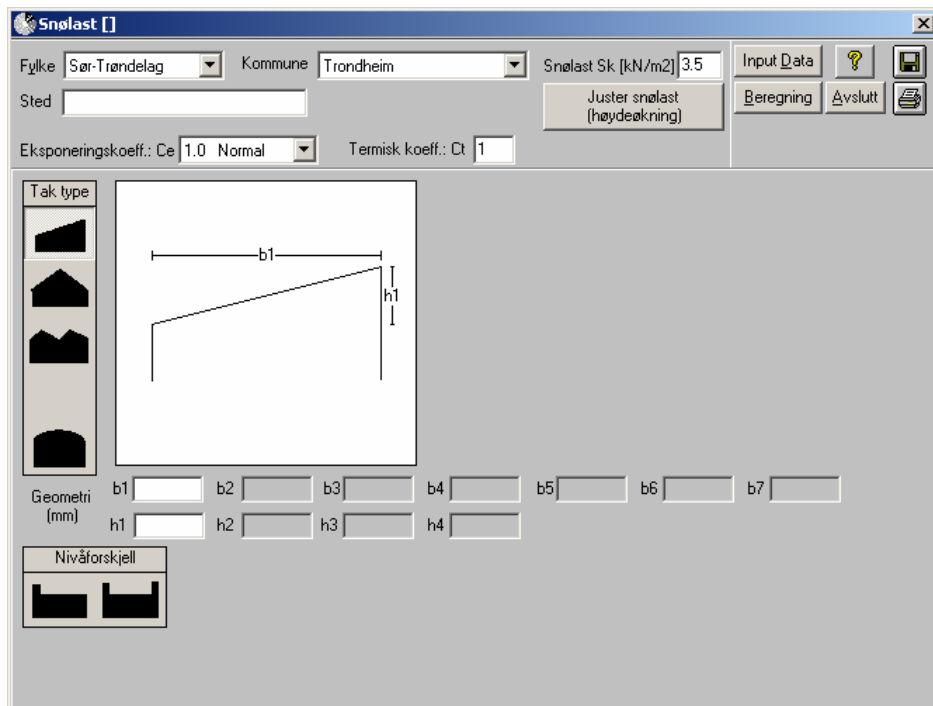 Snølast []
Fylke Sør-Trøndelag Kommune Trondheim Snølast Sk [kN/m2] 3.5 Input Data ?
Sted Juster snølast (høydeøkning) Beregning Avslutt
Eksponeringskoeff.: Ce 1.0 Normal Termisk koeff.: Ct 1
Tak type
b1
h1
Geometri (mm)
b1 b2 b3 b4 b5 b6 b7
h1 h2 h3 h4
Nivåforskjell